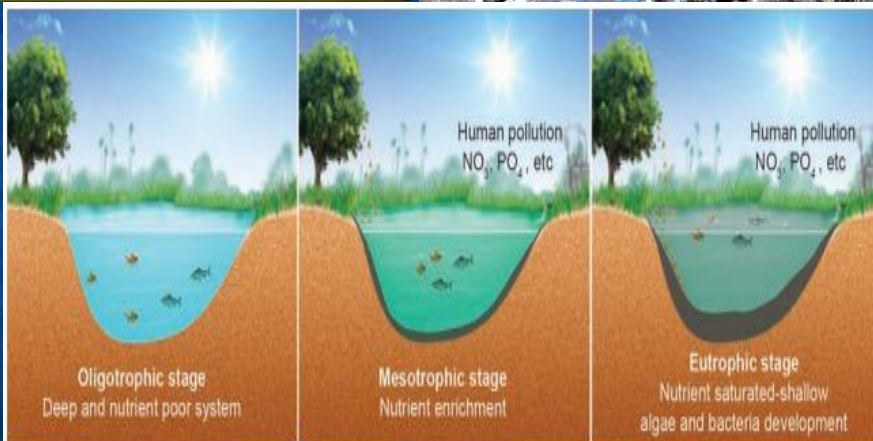 Oligotrophic stage
Deep and nutrient poor system
Human pollution
NO₃, PO₄, etc
Mesotrophic stage
Nutrient enrichment
Human pollution
NO₃, PO₄, etc
Eutrophic stage
Nutrient saturated-shallow
algae and bacteria development